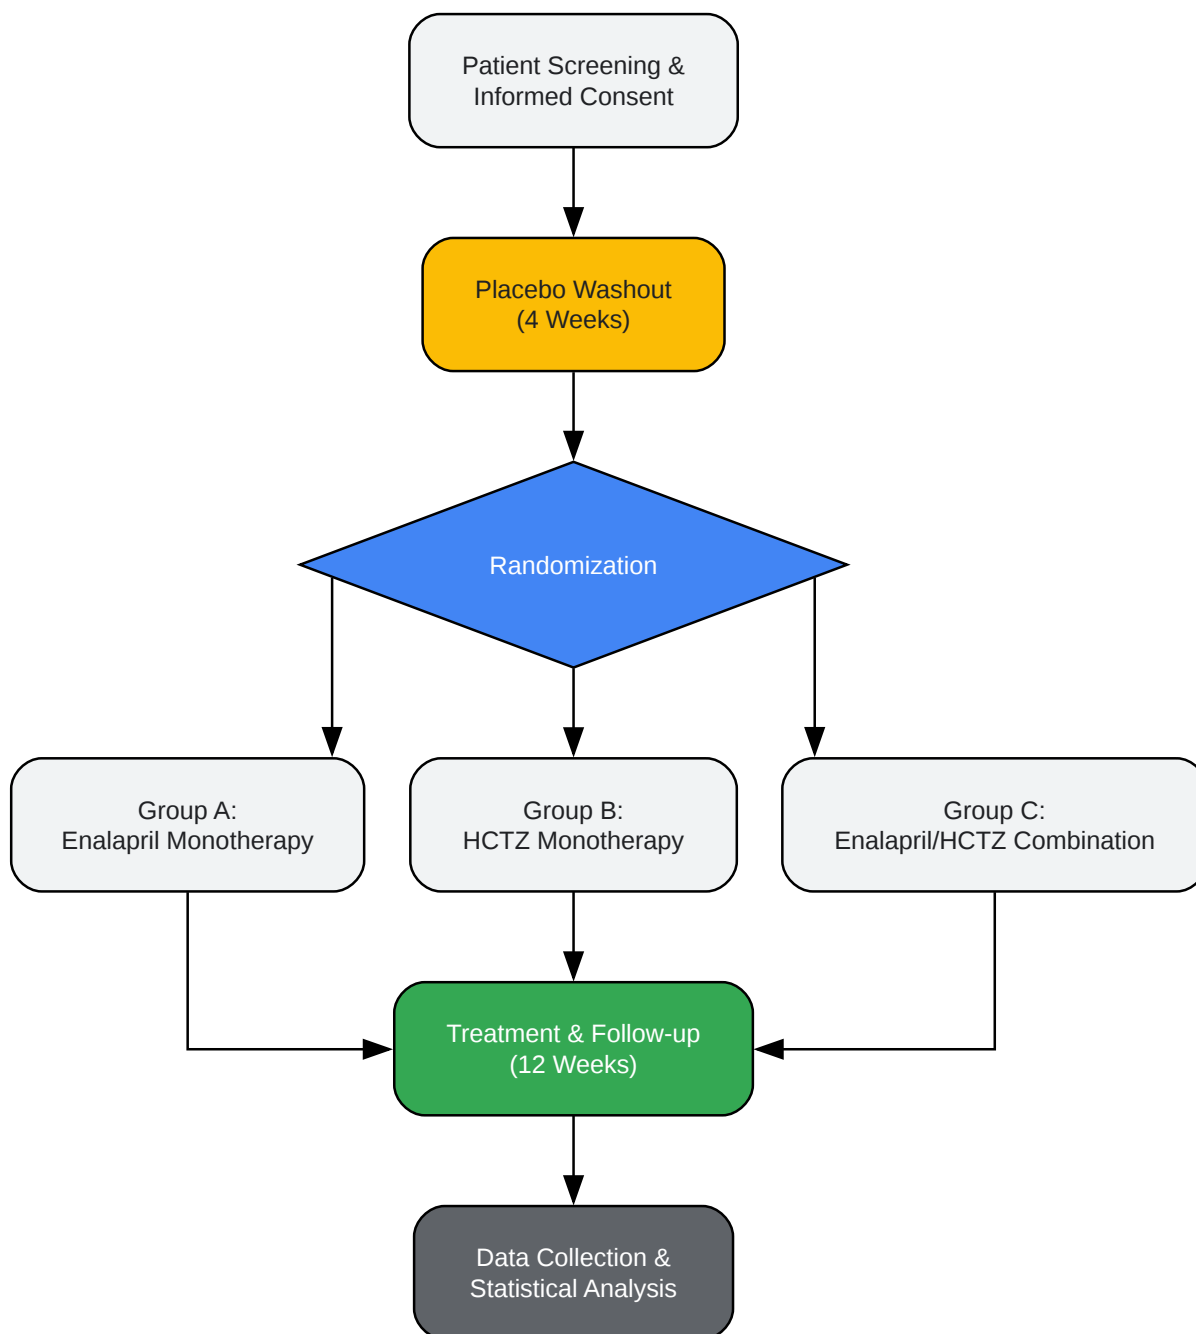 Patient Screening &
Informed Consent
Placebo Washout
(4 Weeks)
Randomization
Group A:
Enalapril Monotherapy
Group B:
HCTZ Monotherapy
Group C:
Enalapril/HCTZ Combination
Treatment & Follow-up
(12 Weeks)
Data Collection &
Statistical Analysis